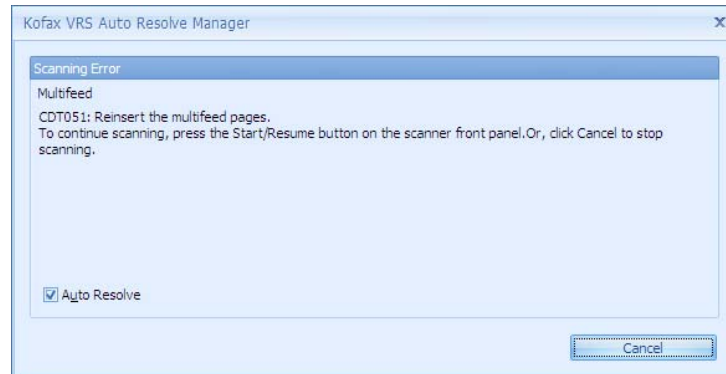 Kofax VRS Auto Resolve Manager
Scanning Error
Multifeed
CDT051: Reinsert the multifeed pages.
To continue scanning, press the Start/Resume button on the scanner front panel.Or, click Cancel to stop
scanning.
Auto Resolve
Cancel